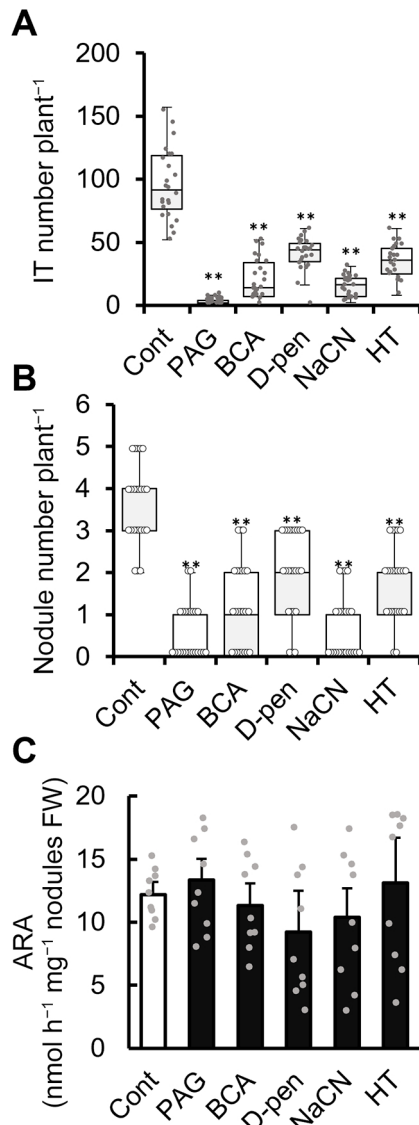 A
IT number plant⁻¹
200
150
100
50
0
**
**
**
**
**
Cont
PAG
BCA
D-pen
NaCN
HT
B
Nodule number plant⁻¹
6
5
4
3
2
1
0
**
**
**
**
**
Cont
PAG
BCA
D-pen
NaCN
HT
C
ARA
(nmol h⁻¹ mg⁻¹ nodules FW)
20
15
10
5
0
Cont
PAG
BCA
D-pen
NaCN
HT